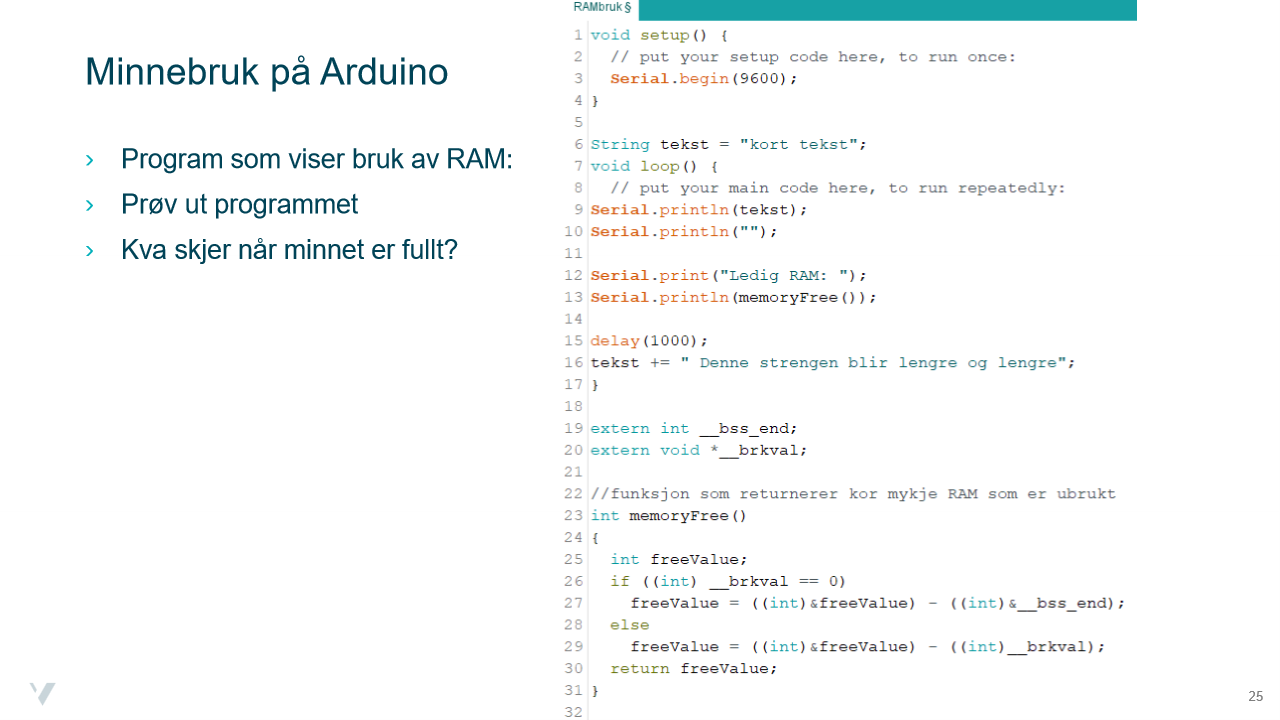 Minnebruk på Arduino
› Program som viser bruk av RAM:
› Prøv ut programmet
› Kva skjer når minnet er fullt?
RAMbruk §
1 void setup() {
2   // put your setup code here, to run once:
3   Serial.begin(9600);
4 }
5
6 String tekst = "kort tekst";
7 void loop() {
8   // put your main code here, to run repeatedly:
9 Serial.println(tekst);
10 Serial.println("");
11
12 Serial.print("Ledig RAM: ");
13 Serial.println(memoryFree());
14
15 delay(1000);
16 tekst += " Denne strengen blir lengre og lengre";
17 }
18
19 extern int __bss_end;
20 extern void *__brkval;
21
22 //funksjon som returnerer kor mykje RAM som er ubrukt
23 int memoryFree()
24 {
25   int freeValue;
26   if ((int) __brkval == 0)
27     freeValue = ((int)&freeValue) - ((int)&__bss_end);
28   else
29     freeValue = ((int)&freeValue) - ((int)__brkval);
30   return freeValue;
31 }
32
25